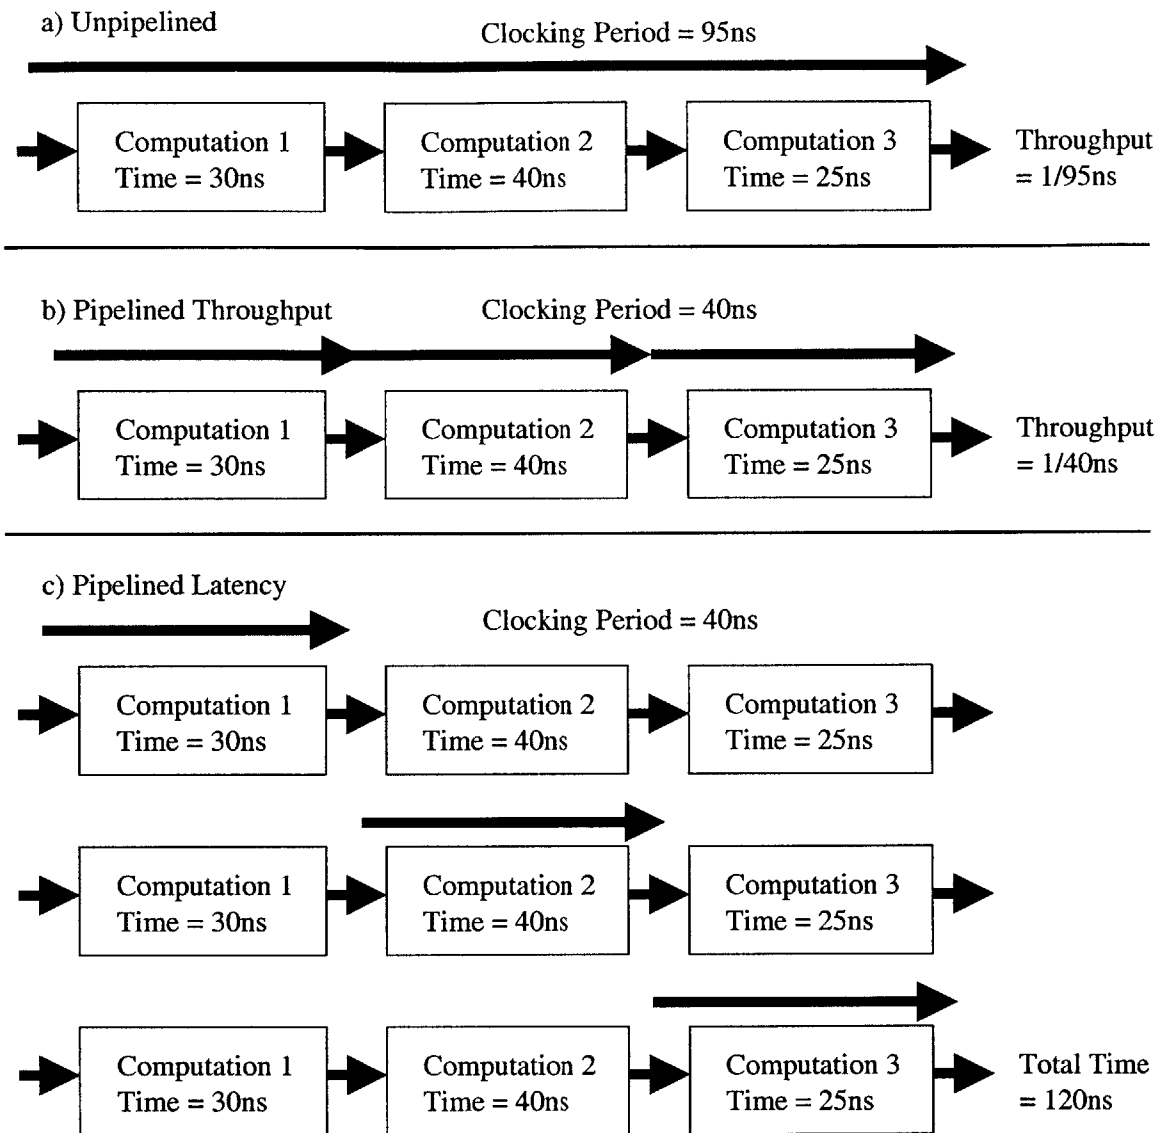 a) Unpipelined
Clocking Period = 95ns
Computation 1
Time = 30ns
Computation 2
Time = 40ns
Computation 3
Time = 25ns
Throughput
= 1/95ns
b) Pipelined Throughput
Clocking Period = 40ns
Computation 1
Time = 30ns
Computation 2
Time = 40ns
Computation 3
Time = 25ns
Throughput
= 1/40ns
c) Pipelined Latency
Clocking Period = 40ns
Computation 1
Time = 30ns
Computation 2
Time = 40ns
Computation 3
Time = 25ns
Computation 1
Time = 30ns
Computation 2
Time = 40ns
Computation 3
Time = 25ns
Computation 1
Time = 30ns
Computation 2
Time = 40ns
Computation 3
Time = 25ns
Total Time
= 120ns